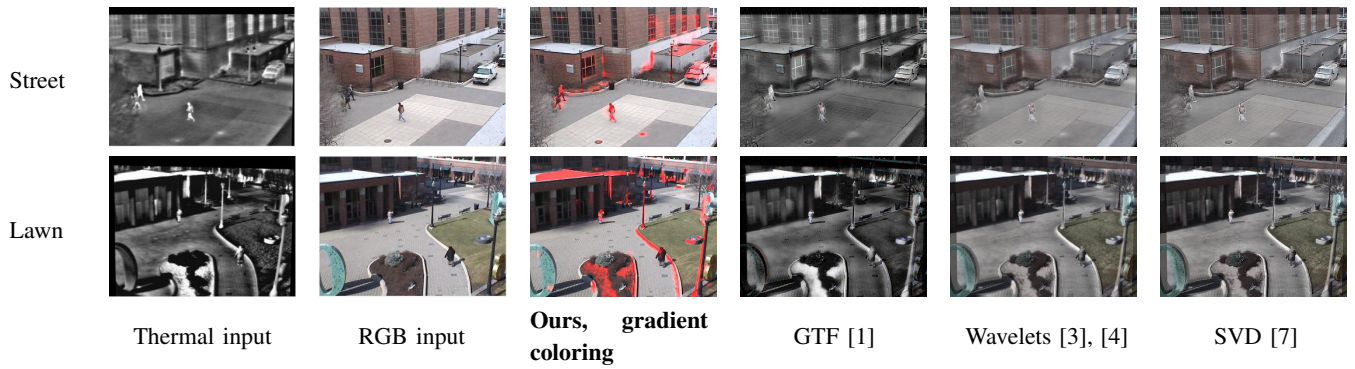 Street
Lawn
Thermal input
RGB input
Ours, gradient
coloring
GTF [1]
Wavelets [3], [4]
SVD [7]